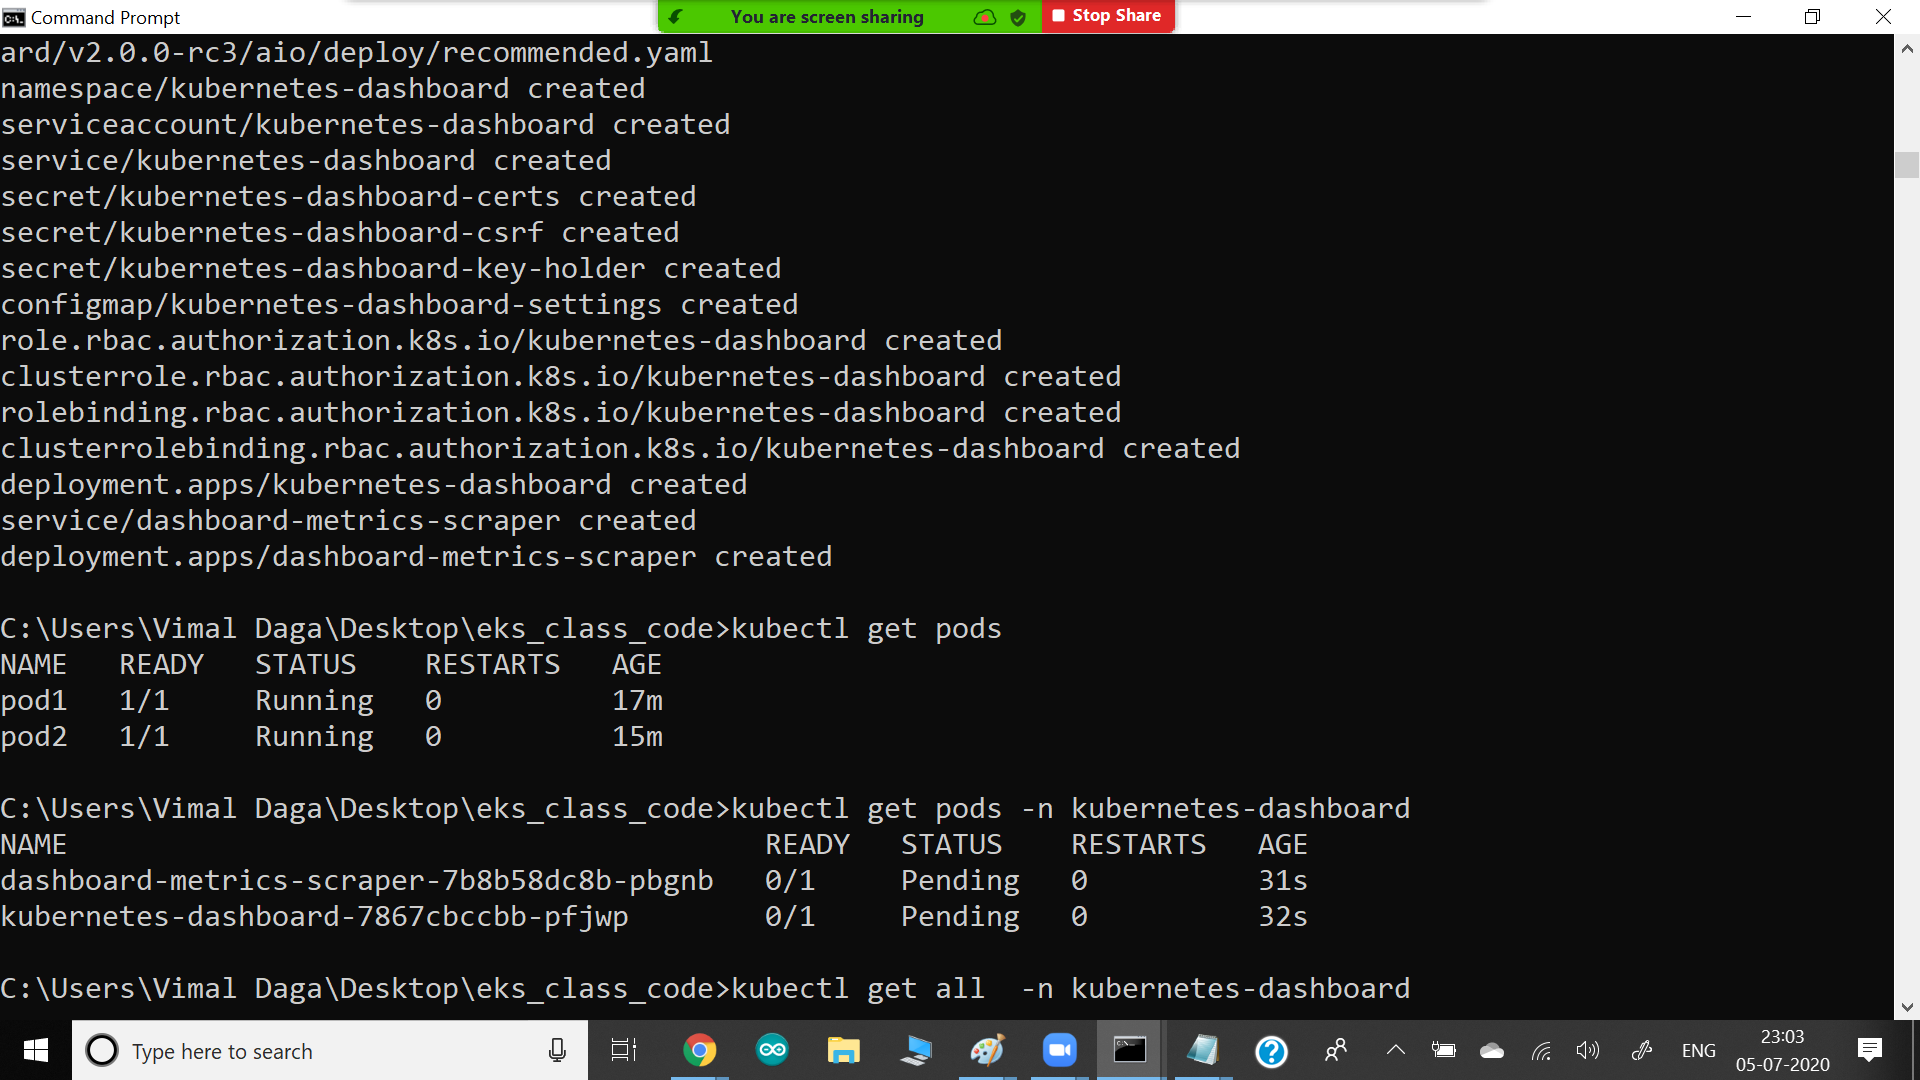 Command Prompt
You are screen sharing
Stop Share
ard/v2.0.0-rc3/aio/deploy/recommended.yaml
namespace/kubernetes-dashboard created
serviceaccount/kubernetes-dashboard created
service/kubernetes-dashboard created
secret/kubernetes-dashboard-certs created
secret/kubernetes-dashboard-csrf created
secret/kubernetes-dashboard-key-holder created
configmap/kubernetes-dashboard-settings created
role.rbac.authorization.k8s.io/kubernetes-dashboard created
clusterrole.rbac.authorization.k8s.io/kubernetes-dashboard created
rolebinding.rbac.authorization.k8s.io/kubernetes-dashboard created
clusterrolebinding.rbac.authorization.k8s.io/kubernetes-dashboard created
deployment.apps/kubernetes-dashboard created
service/dashboard-metrics-scraper created
deployment.apps/dashboard-metrics-scraper created
C:\Users\Vimal Daga\Desktop\eks_class_code>kubectl get pods
NAME   READY   STATUS    RESTARTS   AGE
pod1   1/1     Running   0          17m
pod2   1/1     Running   0          15m
C:\Users\Vimal Daga\Desktop\eks_class_code>kubectl get pods -n kubernetes-dashboard
NAME                                         READY   STATUS    RESTARTS   AGE
dashboard-metrics-scraper-7b8b58dc8b-pbgnb   0/1     Pending   0          31s
kubernetes-dashboard-7867cbccbb-pfjwp        0/1     Pending   0          32s
C:\Users\Vimal Daga\Desktop\eks_class_code>kubectl get all  -n kubernetes-dashboard
Type here to search
ENG
23:03
05-07-2020